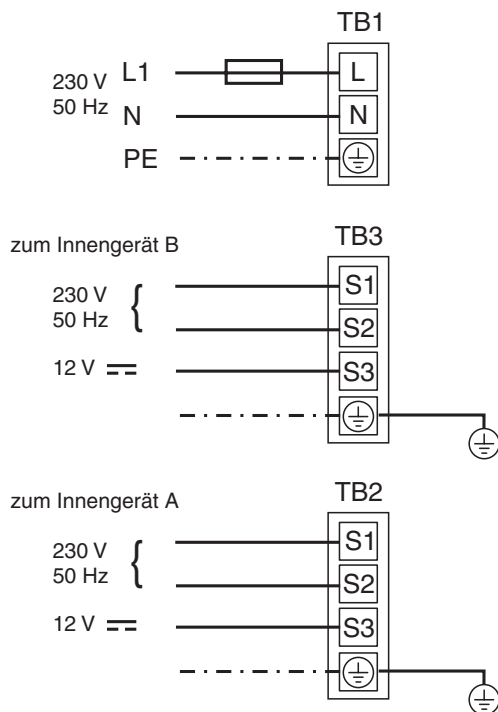 TB1
230 V
50 Hz
L1
L
N
N
PE
zum Innengerät B
TB3
230 V
50 Hz
S1
S2
12 V
S3
zum Innengerät A
TB2
230 V
50 Hz
S1
S2
12 V
S3